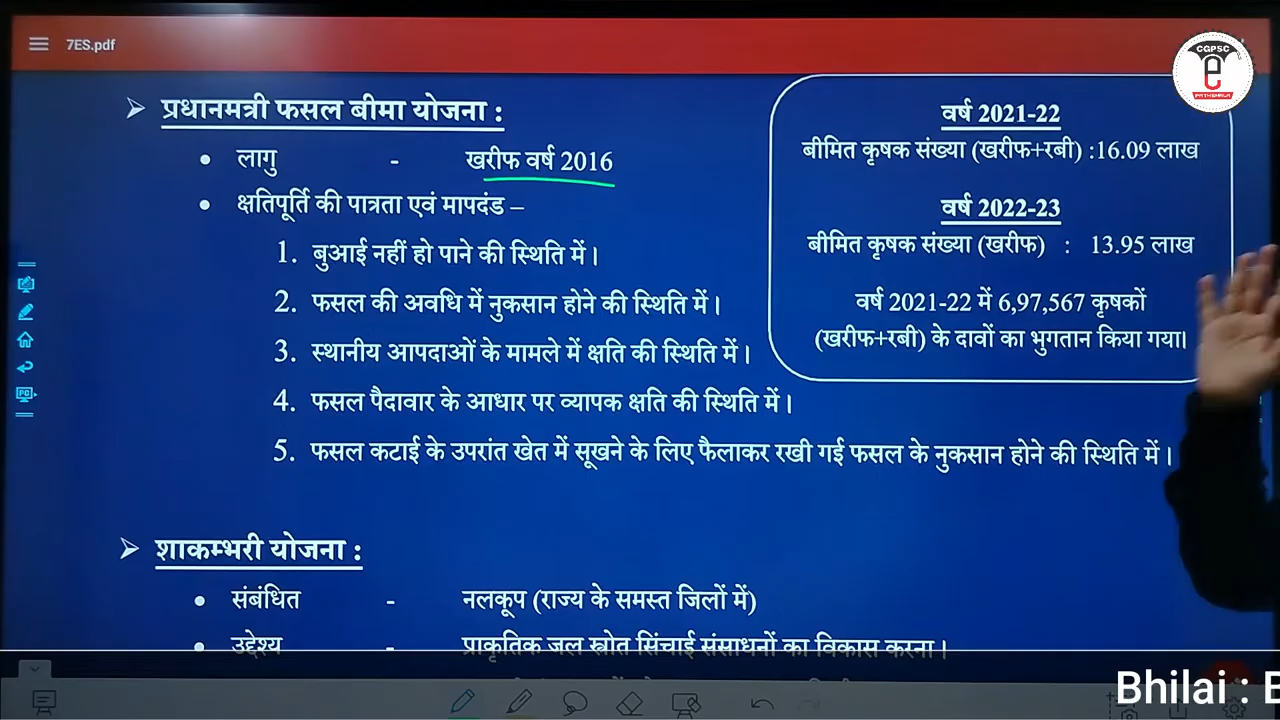 7ES.pdf
CGPSC
e
PATHSHALA
प्रधानमत्री फसल बीमा योजना :
लागु - खरीफ वर्ष 2016
क्षतिपूर्ति की पात्रता एवं मापदंड –
1. बुआई नहीं हो पाने की स्थिति में।
2. फसल की अवधि में नुकसान होने की स्थिति में।
3. स्थानीय आपदाओं के मामले में क्षति की स्थिति में।
4. फसल पैदावार के आधार पर व्यापक क्षति की स्थिति में।
5. फसल कटाई के उपरांत खेत में सूखने के लिए फैलाकर रखी गई फसल के नुकसान होने की स्थिति में।
वर्ष 2021-22
बीमित कृषक संख्या (खरीफ+रबी) :16.09 लाख
वर्ष 2022-23
बीमित कृषक संख्या (खरीफ) : 13.95 लाख
वर्ष 2021-22 में 6,97,567 कृषकों
(खरीफ+रबी) के दावों का भुगतान किया गया।
शाकम्भरी योजना :
संबंधित - नलकूप (राज्य के समस्त जिलों में)
उद्देश्य - प्राकृतिक जल स्त्रोत सिंचाई संसाधनों का विकास करना।
Bhilai :